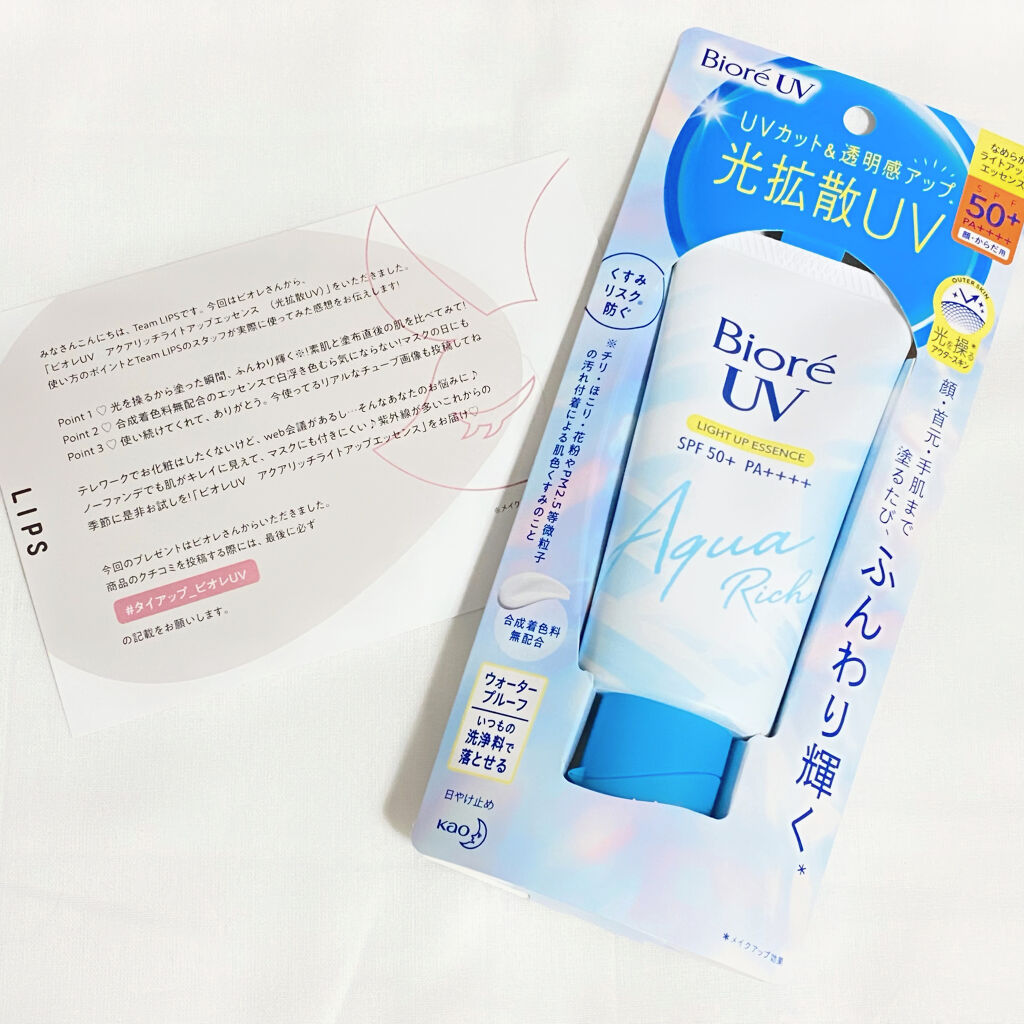 みなさんこんにちは、Team LIPSです。今回はビオレさんから、
「ビオレUV アクアリッチライトアップエッセンス (光拡散UV)」をいただきました。
使い方のポイントとTeam LIPSのスタッフが実際に使ってみた感想をお伝えします!
Point 1 ♡ 光を操るから塗った瞬間、ふんわり輝く※!素肌と塗布直後の肌を比べてみて!
Point 2 ♡ 合成着色料無配合のエッセンスで白浮き色むら気にならない!マスクの日にも
Point 3 ♡ 使い続けてくれて、ありがとう。今使ってるリアルなチューブ画像も投稿してね
テレワークでお化粧はしたくないけど、web会議があるし…そんなあなたのお悩みに♪
ノーファンデでも肌がキレイに見えて、マスクにも付きにくい♪紫外線が多いこれからの
季節に是非お試しを!「ビオレUV アクアリッチライトアップエッセンス」をお届け♡
※メイク
今回のプレゼントはビオレさんからいただきました。
商品のクチコミを投稿する際には、最後に必ず
#タイアップ_ビオレUV
の記載をお願いします。
LIPS
Bioré UV
UVカット&透明感アップ
光拡散UV
なめらか
ライトアップ
エッセンス
SPF
50+
PA++++
顔・からだ用
OUTER SKIN
光を操る*
アウタースキン
くすみ
リスク※
防ぐ
※チリ・ほこり・花粉やPM2.5等微粒子
の汚れ付着による肌色くすみのこと
Bioré
UV
LIGHT UP ESSENCE
SPF 50+ PA++++
Aqua
Rich
顔・首元・手肌まで
塗るたび、ふんわり輝く*
合成着色料
無配合
ウォーター
プルーフ
いつもの
洗浄料で
落とせる
日やけ止め
Kao
*メイクアップ効果